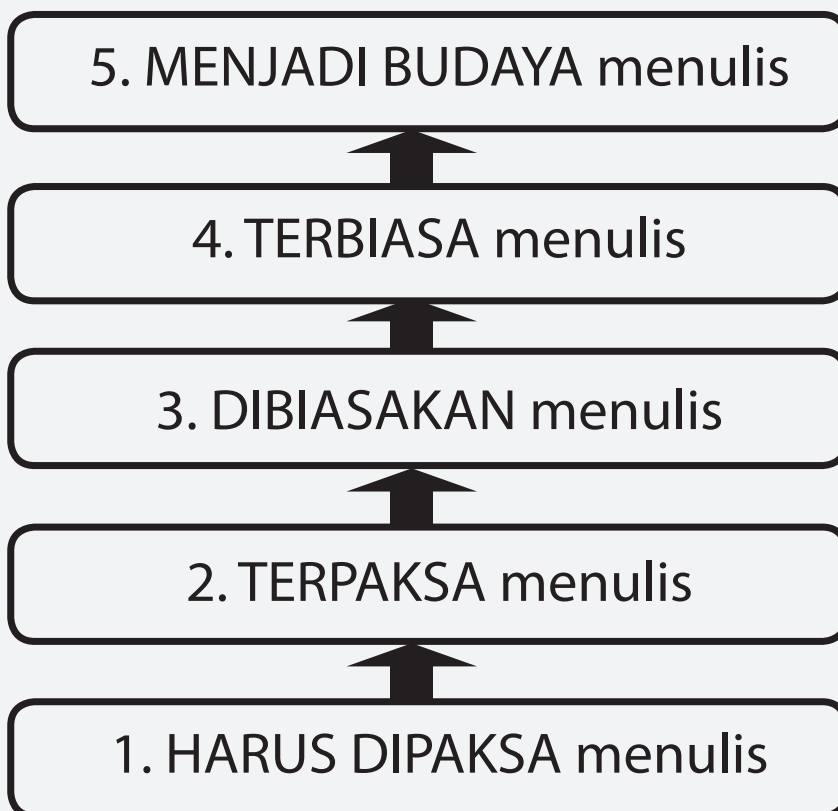 5. MENJADI BUDAYA menulis
4. TERBIASA menulis
3. DIBIASAKAN menulis
2. TERPAKSA menulis
1. HARUS DIPAKSA menulis